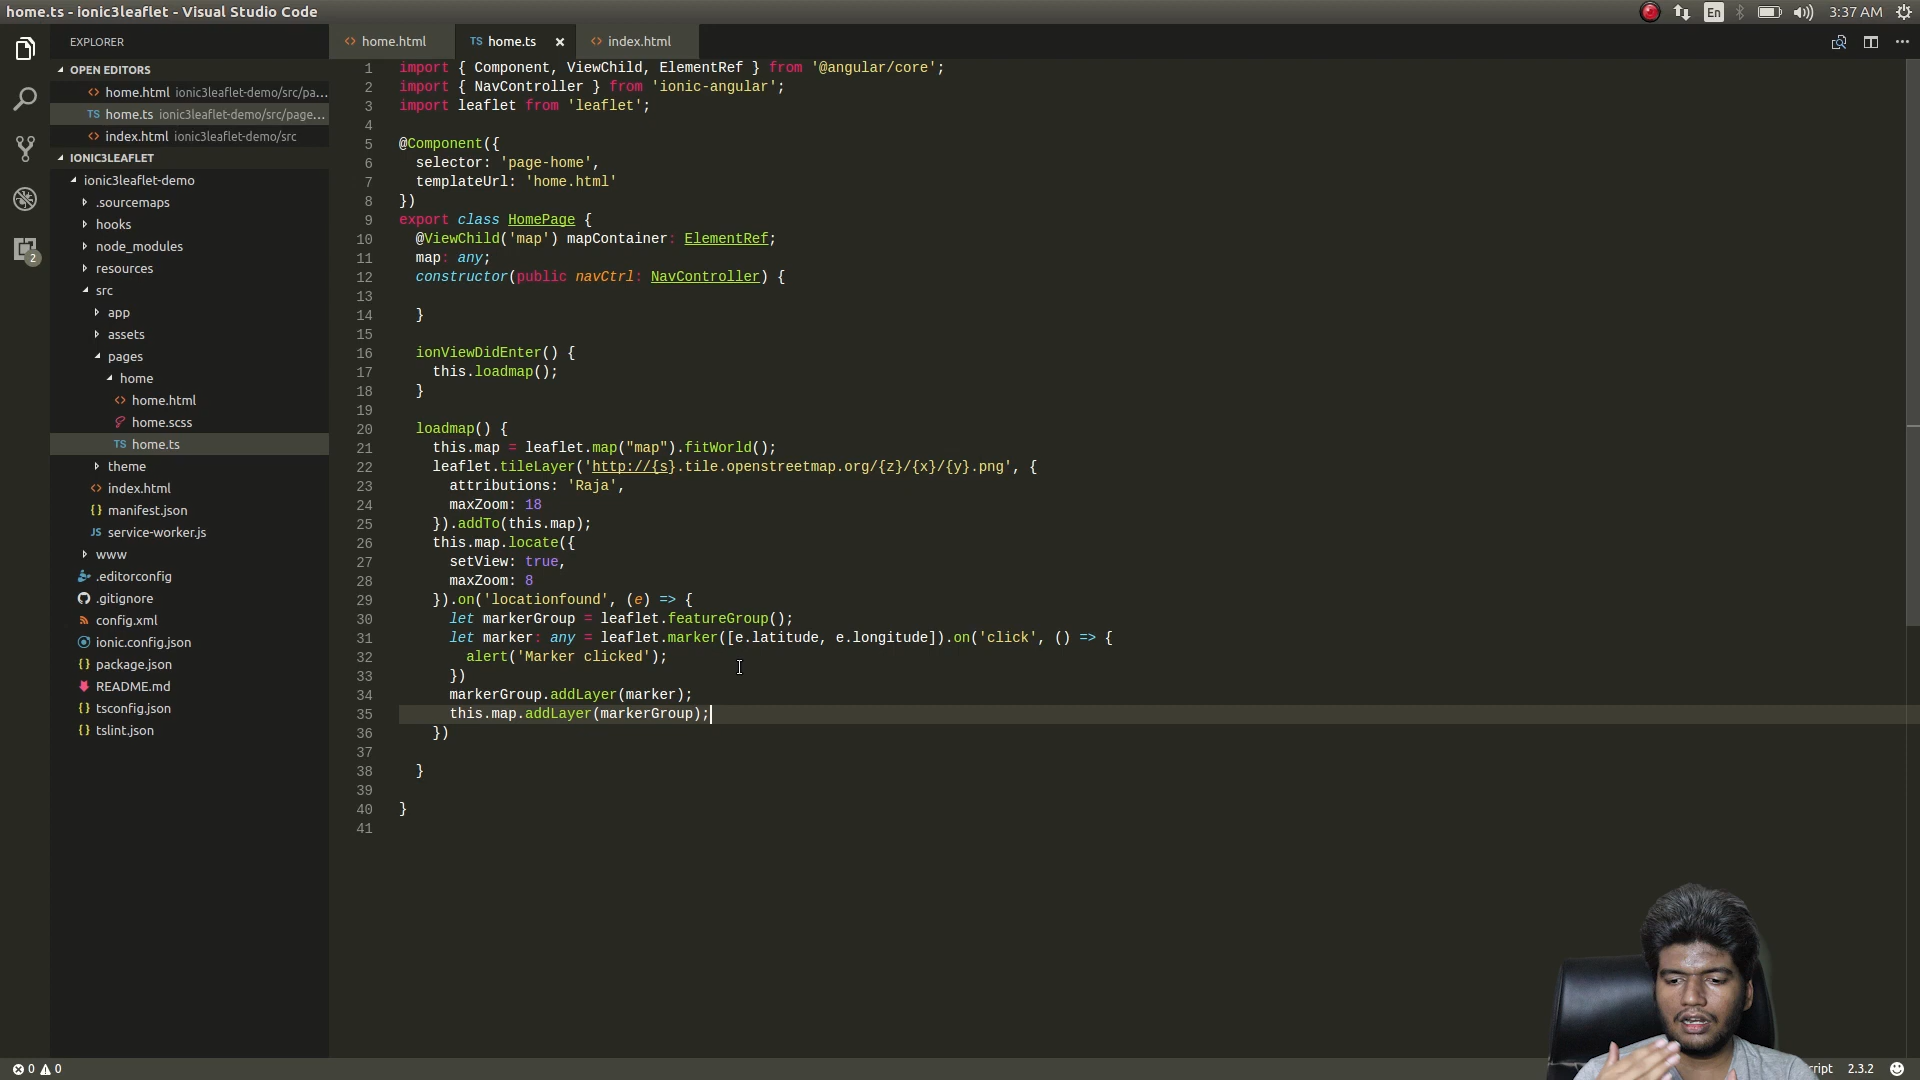 home.ts - ionic3leaflet - Visual Studio Code
En
3:37 AM
EXPLORER
OPEN EDITORS
home.html ionic3leaflet-demo/src/pa...
home.ts ionic3leaflet-demo/src/page...
index.html ionic3leaflet-demo/src
IONIC3LEAFLET
ionic3leaflet-demo
.sourcemaps
hooks
node_modules
resources
src
app
assets
pages
home
home.html
home.scss
TS home.ts
theme
index.html
{} manifest.json
JS service-worker.js
www
.editorconfig
.gitignore
config.xml
ionic.config.json
{} package.json
README.md
{} tsconfig.json
{} tslint.json
2
home.html
TS home.ts
index.html
1 import { Component, ViewChild, ElementRef } from '@angular/core';
2 import { NavController } from 'ionic-angular';
3 import leaflet from 'leaflet';
4
5 @Component({
6 selector: 'page-home',
7 templateUrl: 'home.html'
8 })
9 export class HomePage {
10 @ViewChild('map') mapContainer: ElementRef;
11 map: any;
12 constructor(public navCtrl: NavController) {
13
14 }
15
16 ionViewDidEnter() {
17 this.loadmap();
18 }
19
20 loadmap() {
21 this.map = leaflet.map("map").fitWorld();
22 leaflet.tileLayer('http://{s}.tile.openstreetmap.org/{z}/{x}/{y}.png', {
23 attributions: 'Raja',
24 maxZoom: 18
25 }).addTo(this.map);
26 this.map.locate({
27 setView: true,
28 maxZoom: 8
29 }).on('locationfound', (e) => {
30 let markerGroup = leaflet.featureGroup();
31 let marker: any = leaflet.marker([e.latitude, e.longitude]).on('click', () => {
32 alert('Marker clicked');
33 })
34 markerGroup.addLayer(marker);
35 this.map.addLayer(markerGroup);
36 })
37
38 }
39
40 }
41
0 0
ript 2.3.2